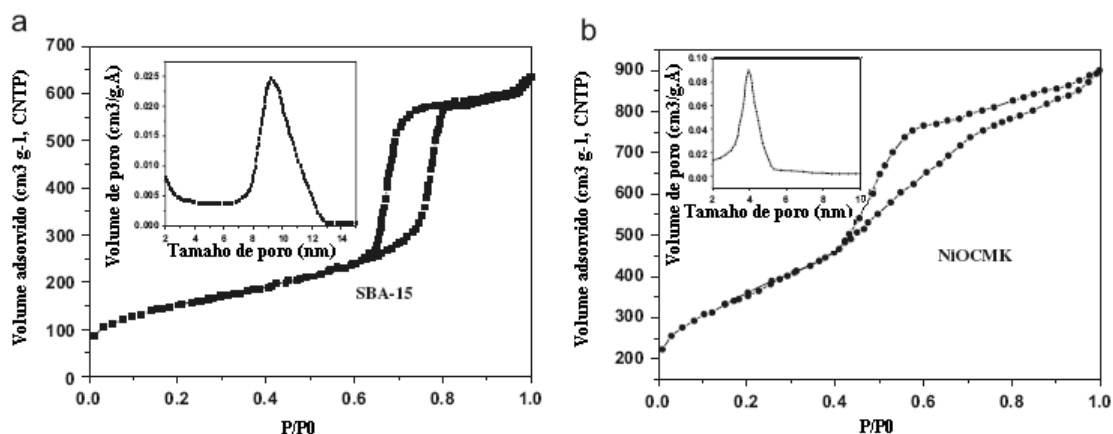 a
700
600
500
400
300
200
100
0
Volume adsorvido (cm3 g-1, CNTP)
0.0 0.2 0.4 0.6 0.8 1.0
P/P0
SBA-15
0.025
0.020
0.015
0.010
0.005
0.000
Volume de poro (cm3/g.Å)
2 4 6 8 10 12 14
Tamaho de poro (nm)
b
900
800
700
600
500
400
300
200
Volume adsorvido (cm3 g-1, CNTP)
0.0 0.2 0.4 0.6 0.8 1.0
P/P0
NiOCMK
0.10
0.08
0.06
0.04
0.02
0.00
Volume de poro (cm3/g.Å)
2 4 6 8 10
Tamaho de poro (nm)